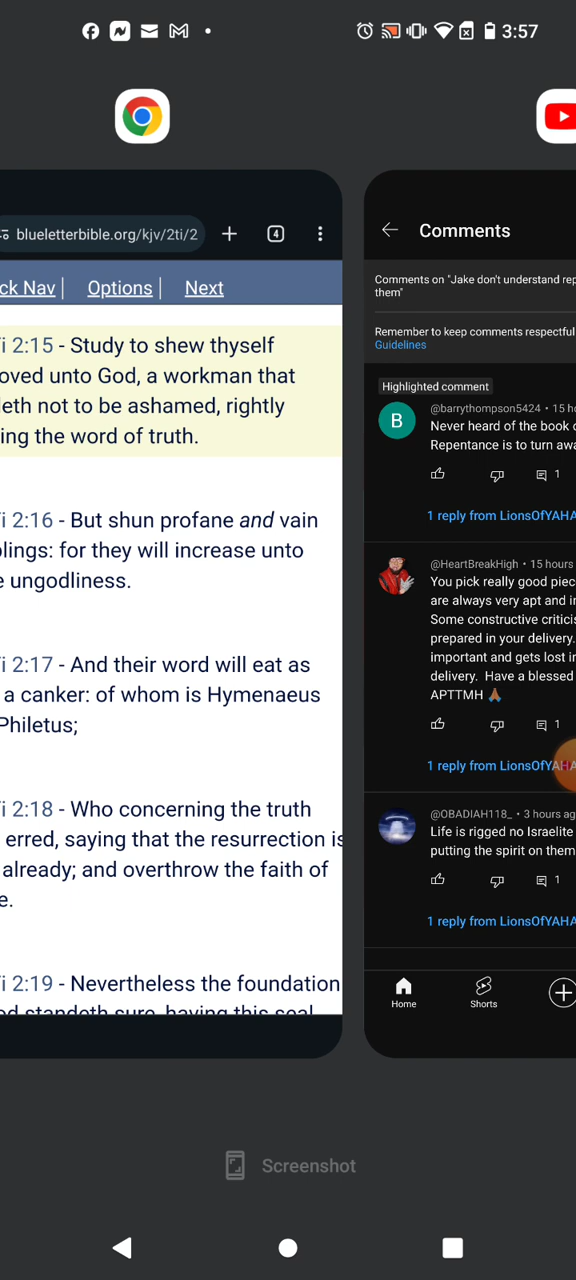 3:57
blueletterbible.org/kjv/2ti/2
4
ck Nav | Options | Next
i 2:15 - Study to shew thyself
oved unto God, a workman that
eth not to be ashamed, rightly
ing the word of truth.
i 2:16 - But shun profane and vain
blings: for they will increase unto
e ungodliness.
i 2:17 - And their word will eat as
a canker: of whom is Hymenaeus
Philetus;
i 2:18 - Who concerning the truth
erred, saying that the resurrection is
already; and overthrow the faith of
e.
i 2:19 - Nevertheless the foundation
od standeth sure, having this seal
Comments
Comments on "Jake don't understand rep
them"
Remember to keep comments respectful
Guidelines
Highlighted comment
B
@barrythompson5424 • 15 ho
Never heard of the book o
Repentance is to turn awa
1
1 reply from LionsOfYAHA
@HeartBreakHigh • 15 hours
You pick really good piec
are always very apt and in
Some constructive criticis
prepared in your delivery.
important and gets lost in
delivery. Have a blessed
APTTMH 🙏🏾
1
1 reply from LionsOfYAHA
@OBADIAH118_ • 3 hours ag
Life is rigged no Israelite
putting the spirit on them
1
1 reply from LionsOfYAHA
Home
Shorts
Screenshot